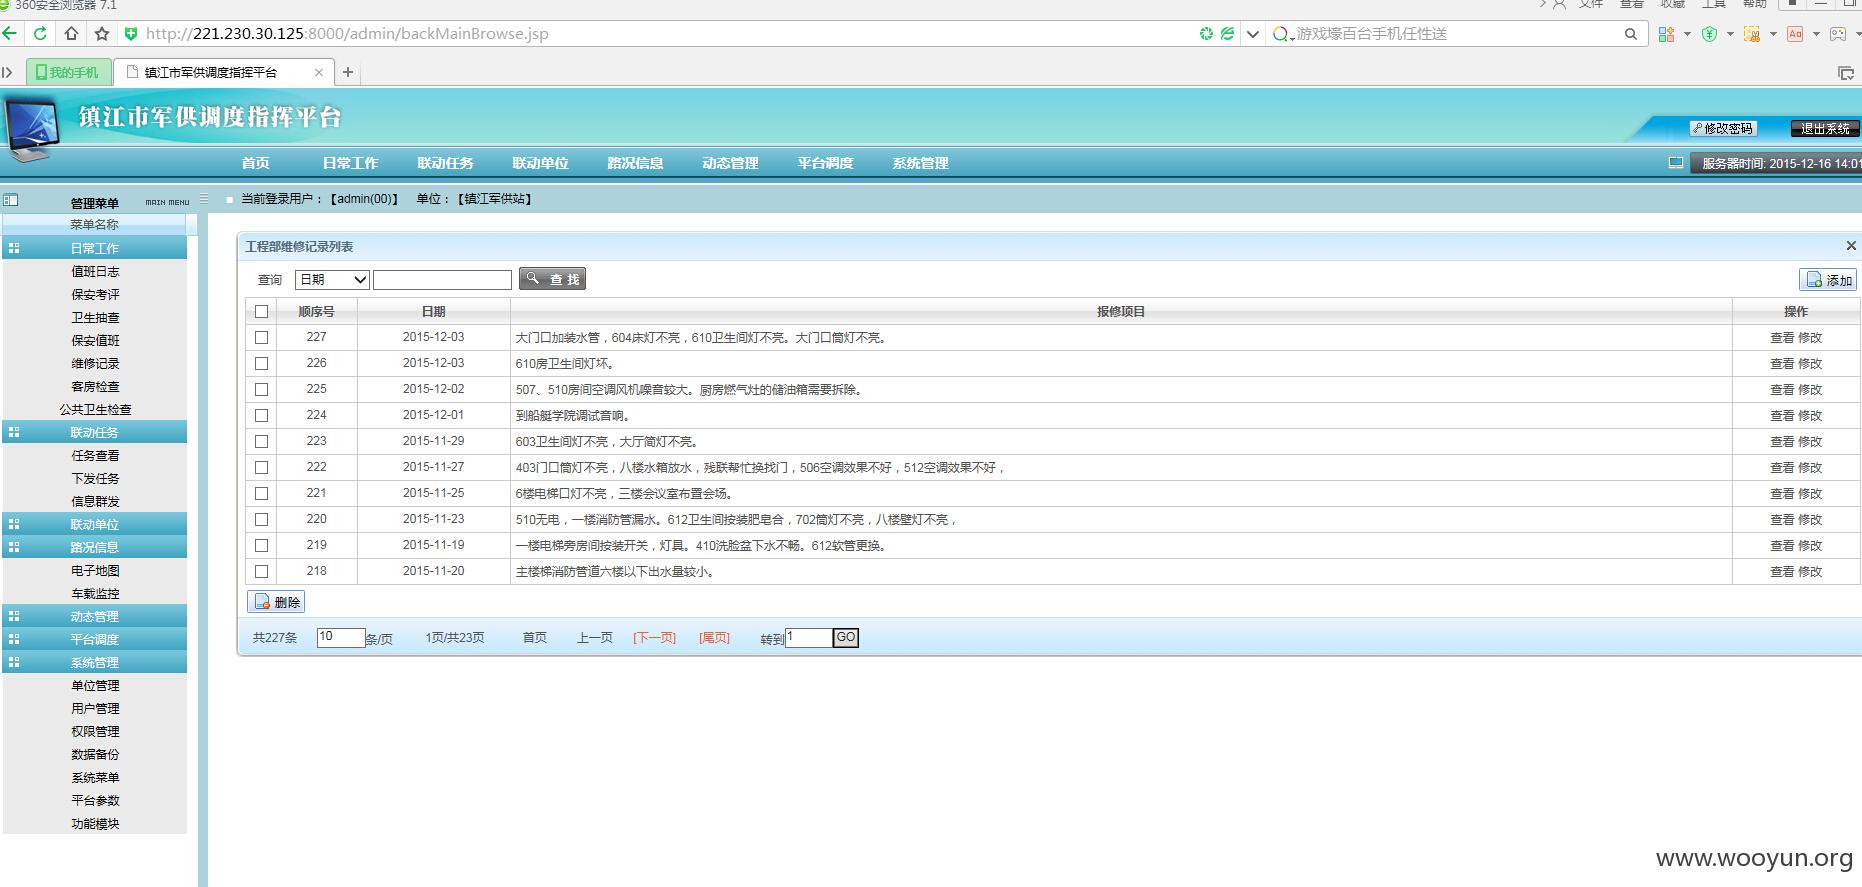 360安全浏览器 7.1
文件 查看 收藏 工具 帮助
http://221.230.30.125:8000/admin/backMainBrowse.jsp
游戏壕百台手机任性送
我的手机 镇江市军供调度指挥平台
镇江市军供调度指挥平台
修改密码 退出系统
首页 日常工作 联动任务 联动单位 路况信息 动态管理 平台调度 系统管理
服务器时间: 2015-12-16 14:01
管理菜单 MAIN MENU
当前登录用户：【admin(00)】 单位：【镇江军供站】
菜单名称
日常工作
值班日志
保安考评
卫生抽查
保安值班
维修记录
客房检查
公共卫生检查
联动任务
任务查看
下发任务
信息群发
联动单位
路况信息
电子地图
车载监控
动态管理
平台调度
系统管理
单位管理
用户管理
权限管理
数据备份
系统菜单
平台参数
功能模块
工程部维修记录列表
查询 日期 查 找 添加
顺序号 日期 报修项目 操作
227 2015-12-03 大门口加装水管，604床灯不亮，610卫生间灯不亮。大门口筒灯不亮。 查看 修改
226 2015-12-03 610房卫生间灯坏。 查看 修改
225 2015-12-02 507、510房间空调风机噪音较大。厨房燃气灶的储油箱需要拆除。 查看 修改
224 2015-12-01 到船艇学院调试音响。 查看 修改
223 2015-11-29 603卫生间灯不亮，大厅筒灯不亮。 查看 修改
222 2015-11-27 403门口筒灯不亮，八楼水箱放水，残联帮忙换找门，506空调效果不好，512空调效果不好， 查看 修改
221 2015-11-25 6楼电梯口灯不亮，三楼会议室布置会场。 查看 修改
220 2015-11-23 510无电，一楼消防管漏水。612卫生间按装肥皂合，702筒灯不亮，八楼壁灯不亮， 查看 修改
219 2015-11-19 一楼电梯旁房间按装开关，灯具。410洗脸盆下水不畅。612软管更换。 查看 修改
218 2015-11-20 主楼梯消防管道六楼以下出水量较小。 查看 修改
删除
共227条 10 条/页 1页/共23页 首页 上一页 [下一页] [尾页] 转到 1 GO
www.wooyun.org